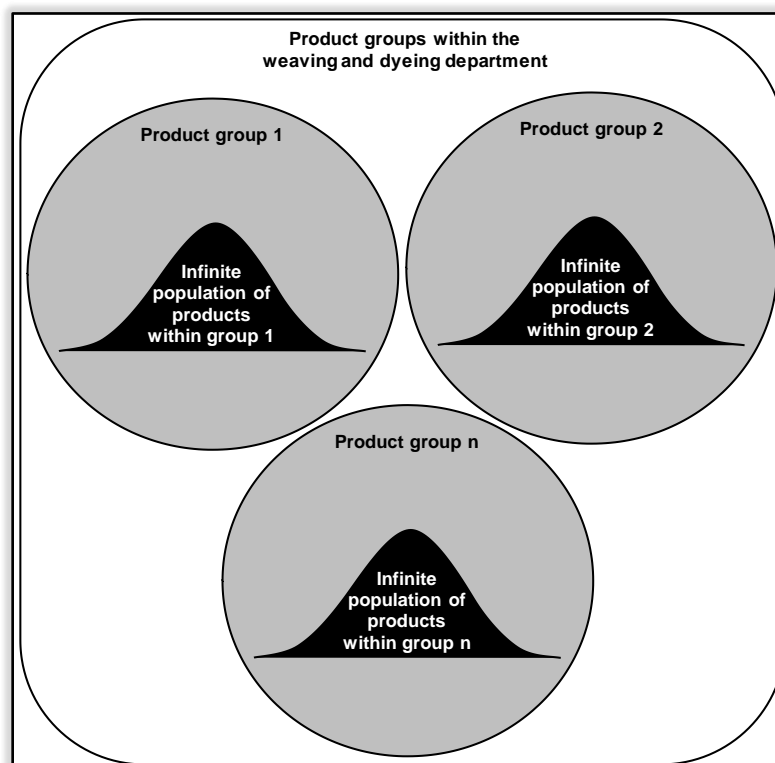 Product groups within the
weaving and dyeing department
Product group 1
Infinite
population of
products
within group 1
Product group 2
Infinite
population of
products
within group 2
Product group n
Infinite
population of
products
within group n